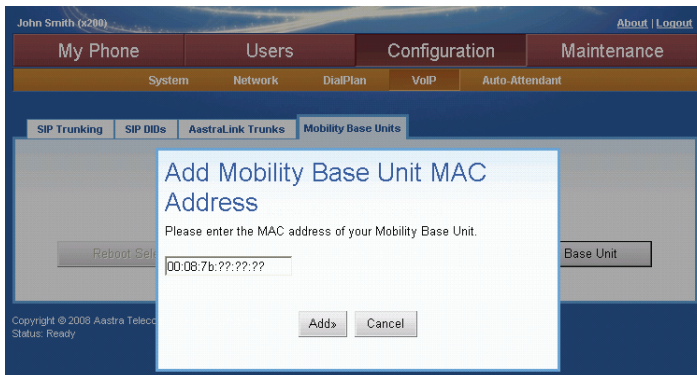 John Smith (x200)
About | Logout
My Phone Users Configuration Maintenance
System Network DialPlan VoIP Auto-Attendant
SIP Trunking SIP DIDs AastraLink Trunks Mobility Base Units
Add Mobility Base Unit MAC
Address
Please enter the MAC address of your Mobility Base Unit.
00:08:7b:??:??:??
Reboot Sele
Base Unit
Add» Cancel
Copyright © 2008 Aastra Teleco
Status: Ready